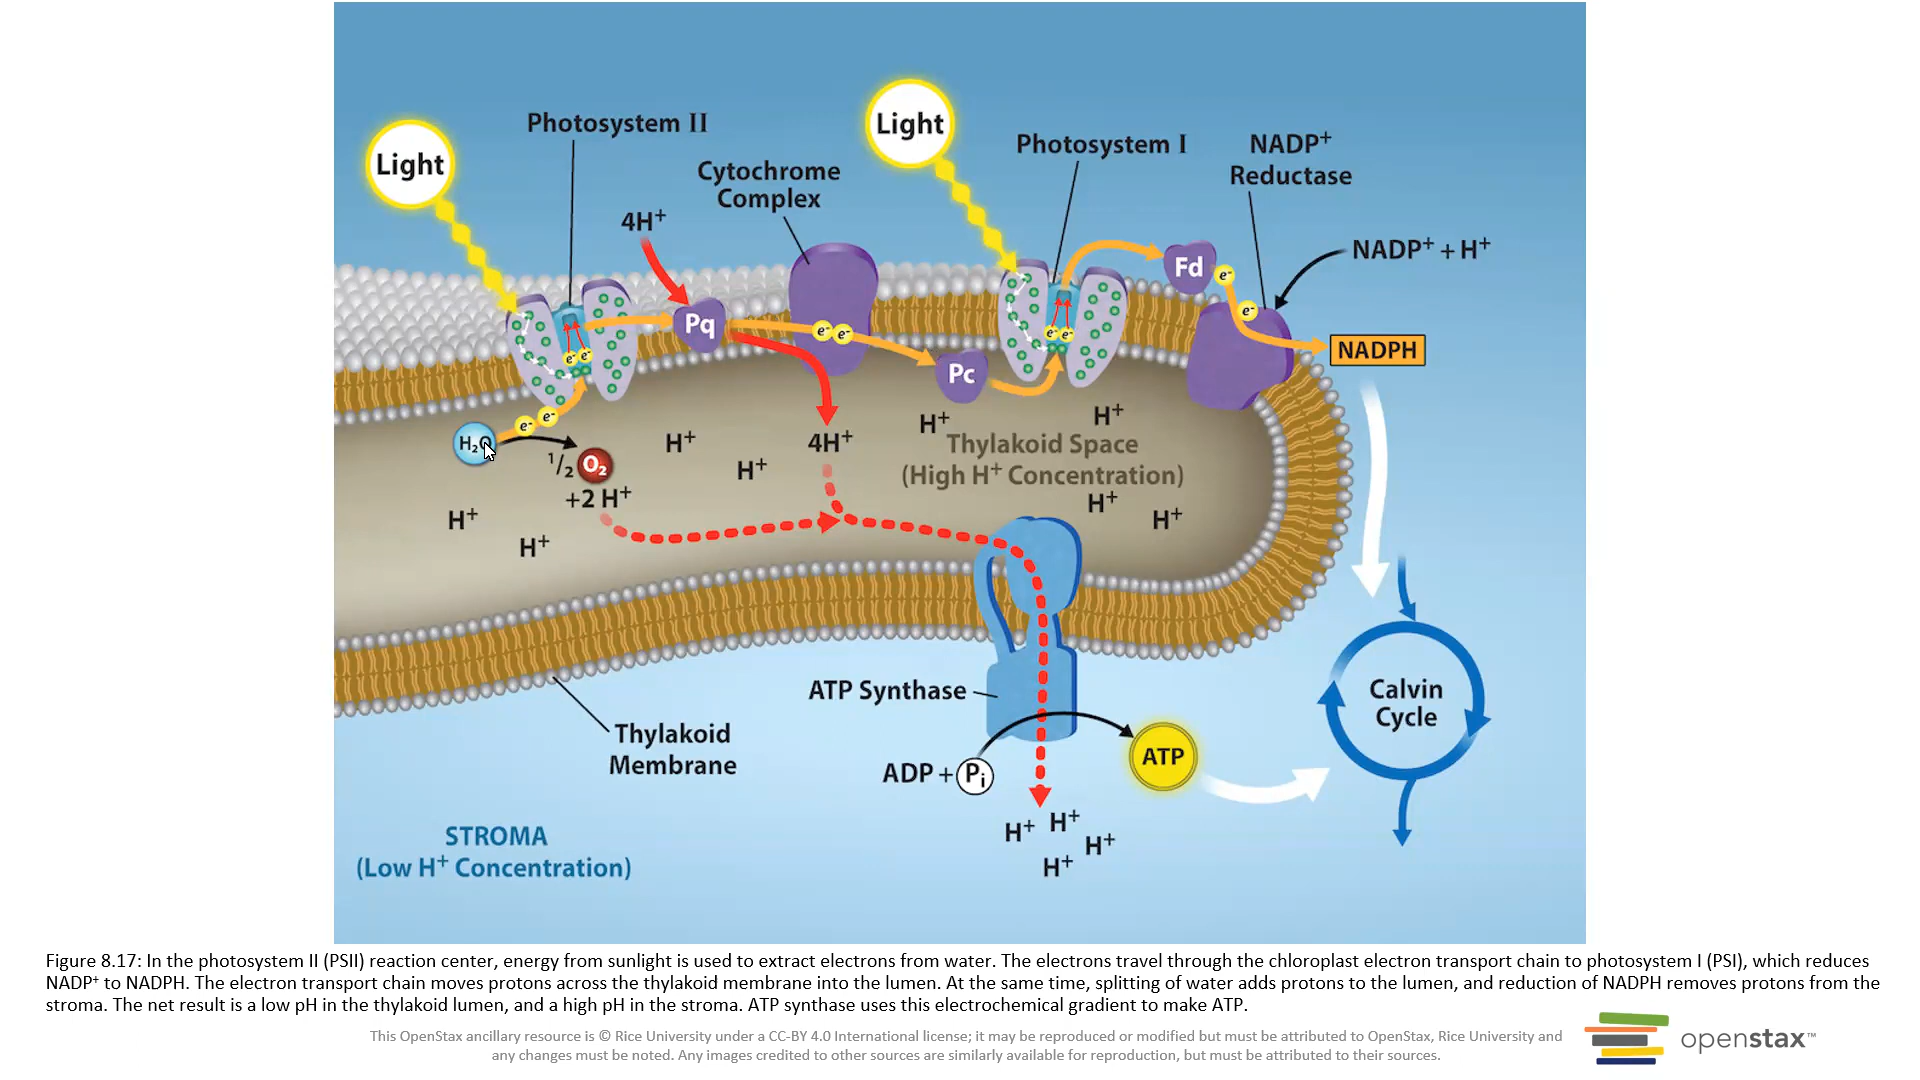 Light
Photosystem II
Cytochrome
Complex
4H⁺
Light
Photosystem I
NADP⁺
Reductase
NADP⁺ + H⁺
Fd
e⁻
e⁻
Pq
e⁻ e⁻
e⁻ e⁻
e⁻ e⁻
NADPH
Pc
e⁻ e⁻
H₂O
½ O₂
+2 H⁺
H⁺
H⁺
4H⁺
H⁺
H⁺
Thylakoid Space
(High H⁺ Concentration)
H⁺
H⁺
H⁺
H⁺
ATP Synthase
Calvin
Cycle
Thylakoid
Membrane
ADP + Pi
ATP
H⁺ H⁺
H⁺
H⁺
STROMA
(Low H⁺ Concentration)
Figure 8.17: In the photosystem II (PSII) reaction center, energy from sunlight is used to extract electrons from water. The electrons travel through the chloroplast electron transport chain to photosystem I (PSI), which reduces
NADP⁺ to NADPH. The electron transport chain moves protons across the thylakoid membrane into the lumen. At the same time, splitting of water adds protons to the lumen, and reduction of NADPH removes protons from the
stroma. The net result is a low pH in the thylakoid lumen, and a high pH in the stroma. ATP synthase uses this electrochemical gradient to make ATP.
This OpenStax ancillary resource is © Rice University under a CC-BY 4.0 International license; it may be reproduced or modified but must be attributed to OpenStax, Rice University and
any changes must be noted. Any images credited to other sources are similarly available for reproduction, but must be attributed to their sources.
openstax™